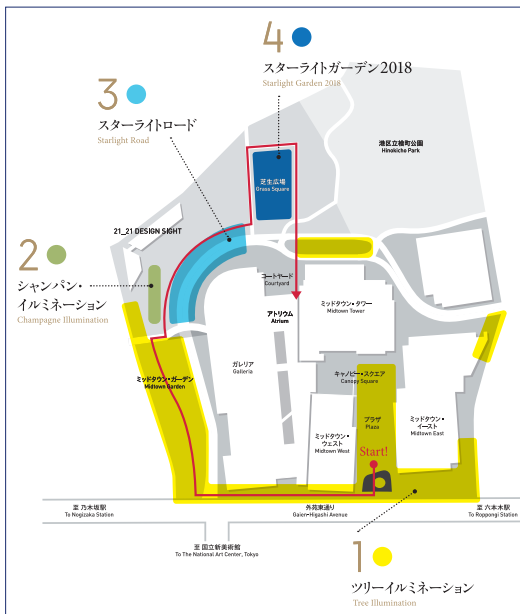 4
スターライトガーデン2018
Starlight Garden 2018
3
スターライトロード
Starlight Road
港区立檜町公園
Hinokicho Park
芝生広場
Grass Square
21_21 DESIGN SIGHT
2
シャンパン・
イルミネーション
Champagne Illumination
コートヤード
Courtyard
ミッドタウン・タワー
Midtown Tower
アトリウム
Atrium
ガレリア
Galleria
キャノピー・スクエア
Canopy Square
ミッドタウン・ガーデン
Midtown Garden
プラザ
Plaza
ミッドタウン・
イースト
Midtown East
ミッドタウン・
ウェスト
Midtown West
Start!
至 乃木坂駅
To Nogizaka Station
外苑東通り
Gaien-Higashi Avenue
至 六本木駅
To Roppongi Station
至 国立新美術館
To The National Art Center, Tokyo
1
ツリーイルミネーション
Tree Illumination